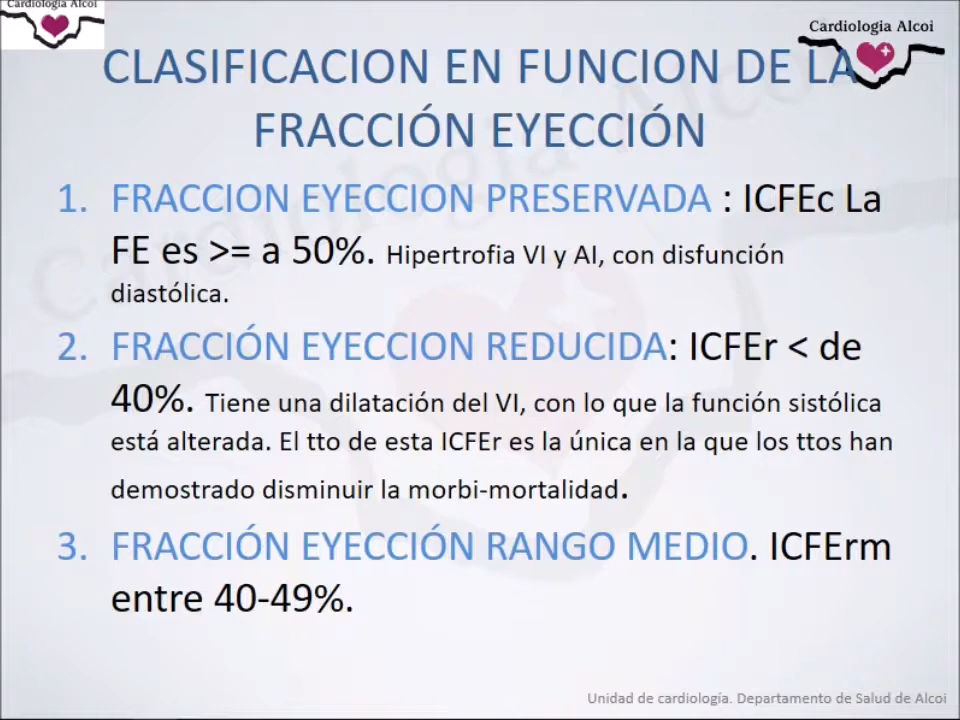 Cardiologia Alcoi
Cardiologia Alcoi
CLASIFICACION EN FUNCION DE LA
FRACCIÓN EYECCIÓN
1. FRACCION EYECCION PRESERVADA : ICFEc La
FE es >= a 50%. Hipertrofia VI y AI, con disfunción
diastólica.
2. FRACCIÓN EYECCION REDUCIDA: ICFEr < de
40%. Tiene una dilatación del VI, con lo que la función sistólica
está alterada. El tto de esta ICFEr es la única en la que los ttos han
demostrado disminuir la morbi-mortalidad.
3. FRACCIÓN EYECCIÓN RANGO MEDIO. ICFErm
entre 40-49%.
Cardiologia Alcoi
Unidad de cardiología. Departamento de Salud de Alcoi